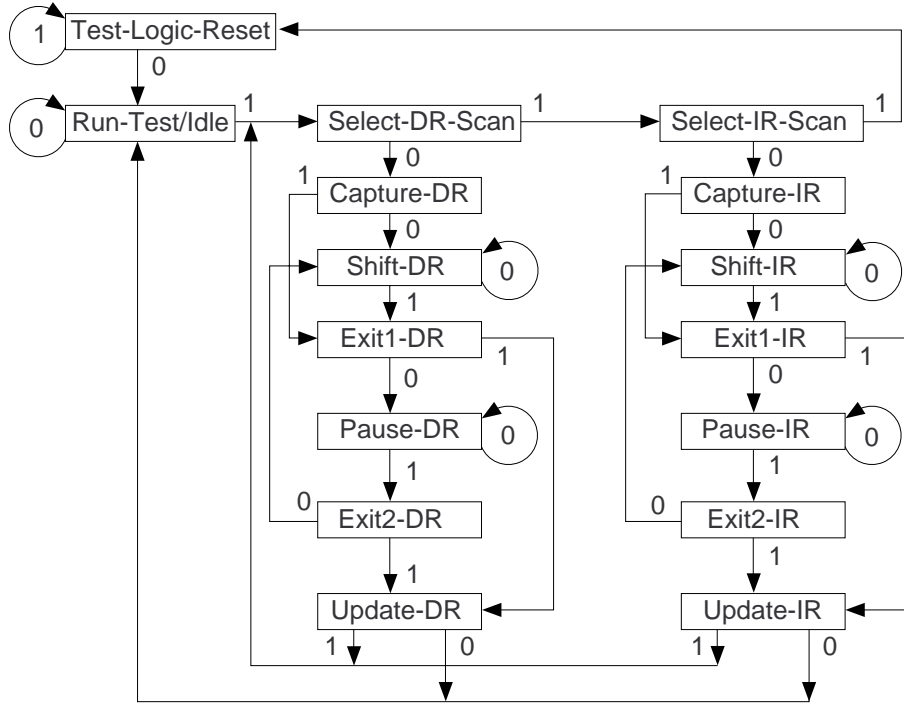 Test-Logic-Reset
1
0
Run-Test/Idle
0
1
Select-DR-Scan
1
Select-IR-Scan
1
0
0
1
Capture-DR
1
Capture-IR
0
0
Shift-DR
0
Shift-IR
0
1
1
Exit1-DR
1
Exit1-IR
1
0
0
Pause-DR
0
Pause-IR
0
1
1
0
Exit2-DR
0
Exit2-IR
1
1
Update-DR
Update-IR
1
0
1
0